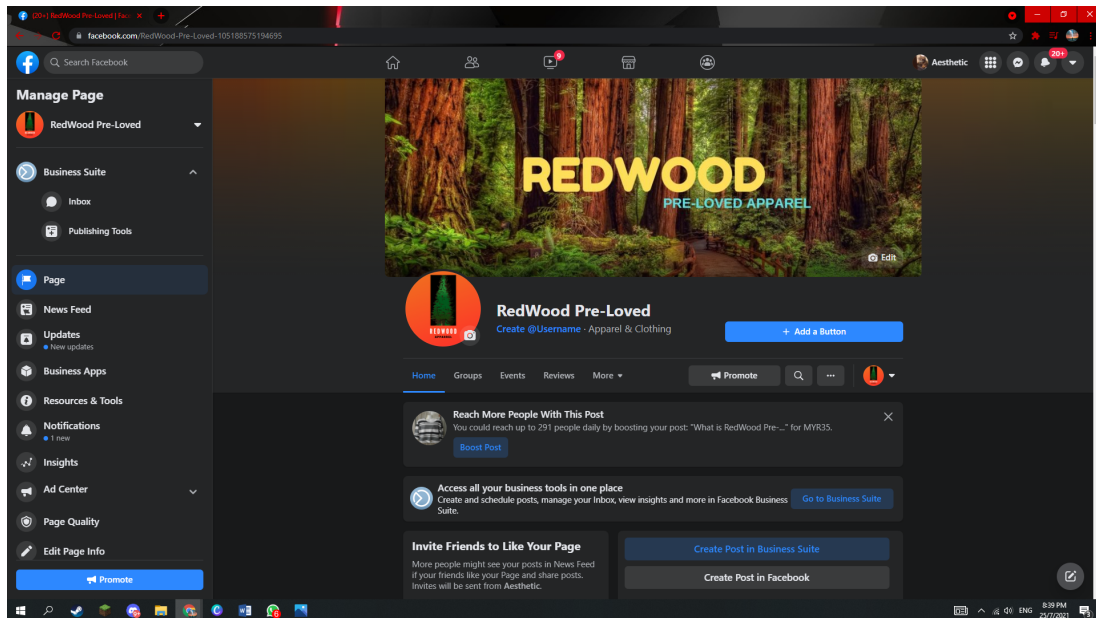 (20+) RedWood Pre-Loved | Face
facebook.com/RedWood-Pre-Loved-105188575194695
Search Facebook
9
Aesthetic
20+
Manage Page
RedWood Pre-Loved
Business Suite
Inbox
Publishing Tools
Page
News Feed
Updates
New updates
Business Apps
Resources & Tools
Notifications
1 new
Insights
Ad Center
Page Quality
Edit Page Info
Promote
REDWOOD
PRE-LOVED APPAREL
Edit
REDWOOD
APPAREL
RedWood Pre-Loved
Create @Username · Apparel & Clothing
+ Add a Button
Home Groups Events Reviews More
Promote
Reach More People With This Post
You could reach up to 291 people daily by boosting your post: "What is RedWood Pre-..." for MYR35.
Boost Post
Access all your business tools in one place
Create and schedule posts, manage your Inbox, view insights and more in Facebook Business
Suite.
Go to Business Suite
Invite Friends to Like Your Page
More people might see your posts in News Feed
if your friends like your Page and share posts.
Invites will be sent from Aesthetic.
Create Post in Business Suite
Create Post in Facebook
ENG
8:39 PM
25/7/2021